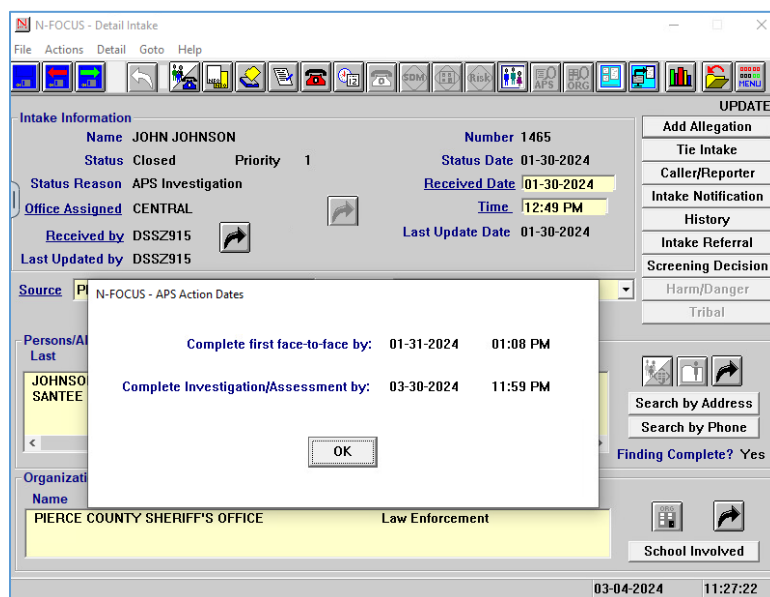 N-FOCUS - Detail Intake
File Actions Detail Goto Help
SDM Risk APS ORG MENU
UPDATE
Intake Information
Add Allegation
Name JOHN JOHNSON Number 1465
Tie Intake
Status Closed Priority 1 Status Date 01-30-2024
Caller/Reporter
Status Reason APS Investigation Received Date 01-30-2024
Intake Notification
Office Assigned CENTRAL Time 12:49 PM
History
Received by DSSZ915 Last Update Date 01-30-2024
Intake Referral
Last Updated by DSSZ915
Screening Decision
Source
Harm/Danger
Tribal
N-FOCUS - APS Action Dates
Complete first face-to-face by: 01-31-2024 01:08 PM
Complete Investigation/Assessment by: 03-30-2024 11:59 PM
OK
Last
SANTEE
Search by Address
Search by Phone
Finding Complete? Yes
Name
PIERCE COUNTY SHERIFF'S OFFICE Law Enforcement
ORG
School Involved
03-04-2024 11:27:22